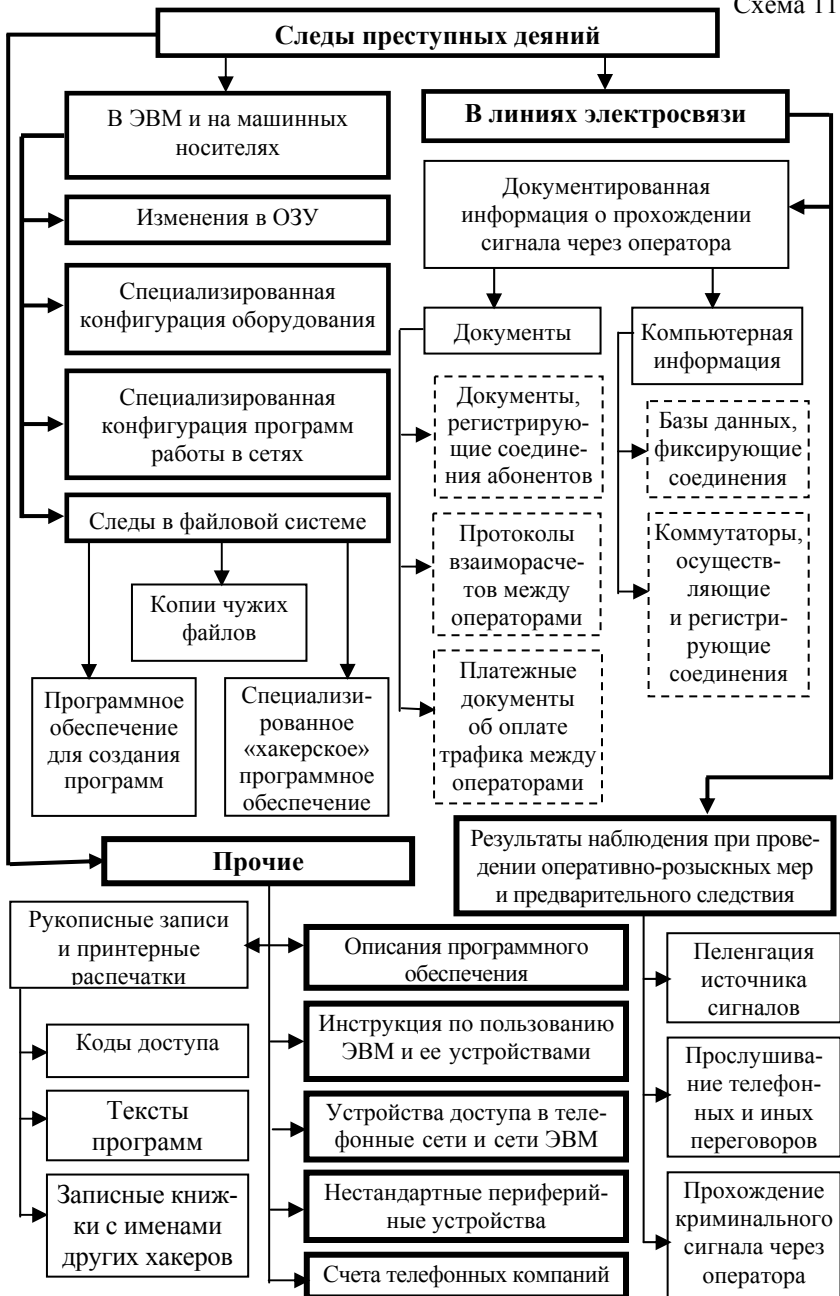 Схема 11
Следы преступных деяний
В ЭВМ и на машинных
носителях
Изменения в ОЗУ
Специализированная
конфигурация оборудования
Специализированная
конфигурация программ
работы в сетях
Следы в файловой системе
Копии чужих
файлов
Программное
обеспечение
для создания
программ
Специализи-
рованное
«хакерское»
программное
обеспечение
В линиях электросвязи
Документированная
информация о прохождении
сигнала через оператора
Документы
Документы,
регистрирую-
щие соедине-
ния абонентов
Протоколы
взаиморасче-
тов между
операторами
Платежные
документы
об оплате
трафика между
операторами
Компьютерная
информация
Базы данных,
фиксирующие
соединения
Коммутаторы,
осуществ-
ляющие
и регистри-
рующие
соединения
Результаты наблюдения при прове-
дении оперативно-розыскных мер
и предварительного следствия
Пеленгация
источника
сигналов
Прослушива-
ние телефон-
ных и иных
переговоров
Прохождение
криминального
сигнала через
оператора
Прочие
Рукописные записи
и принтерные
распечатки
Коды доступа
Тексты
программ
Записные книж-
ки с именами
других хакеров
Описания программного
обеспечения
Инструкция по пользованию
ЭВМ и ее устройствами
Устройства доступа в теле-
фонные сети и сети ЭВМ
Нестандартные периферий-
ные устройства
Счета телефонных компаний